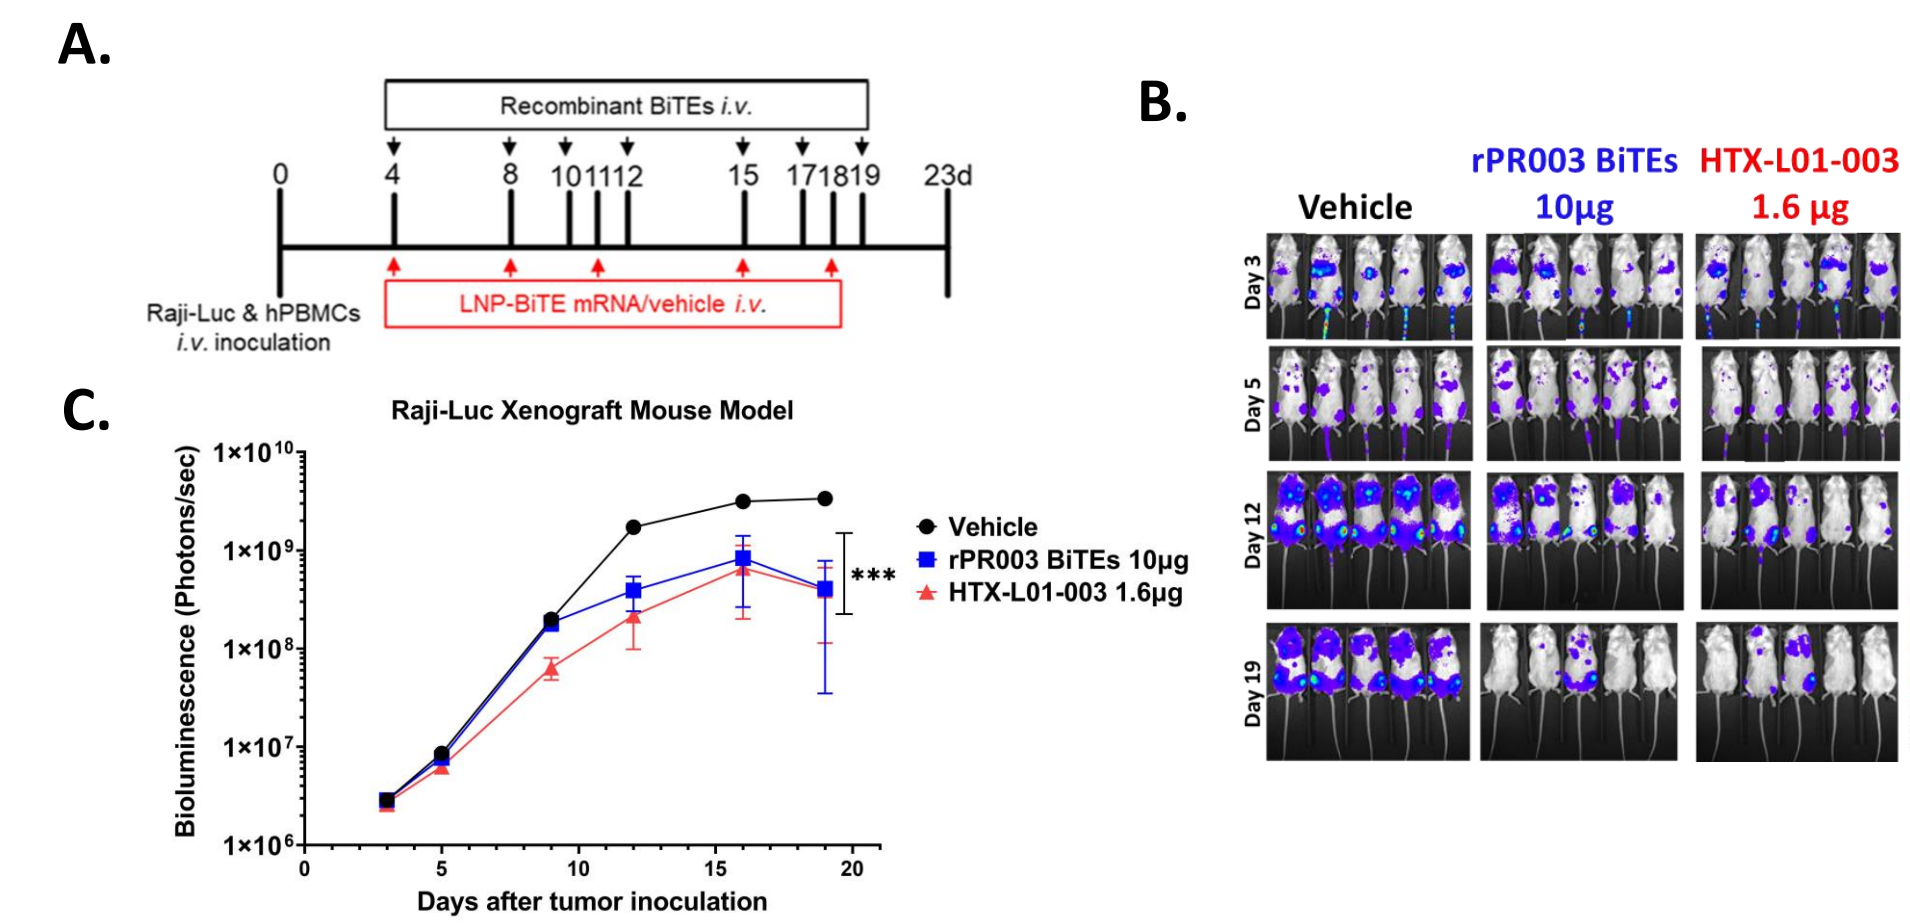 A.
Recombinant BiTEs i.v.
0 4 8 10 11 12 15 17 18 19 23d
LNP-BiTE mRNA/vehicle i.v.
Raji-Luc & hPBMCs
i.v. inoculation
B.
Vehicle
rPR003 BiTEs
10μg
HTX-L01-003
1.6 μg
Day 3
Day 5
Day 12
Day 19
C.
Raji-Luc Xenograft Mouse Model
Bioluminescence (Photons/sec)
1×10¹⁰
1×10⁹
1×10⁸
1×10⁷
1×10⁶
0 5 10 15 20
Days after tumor inoculation
Vehicle
rPR003 BiTEs 10μg
HTX-L01-003 1.6μg
***